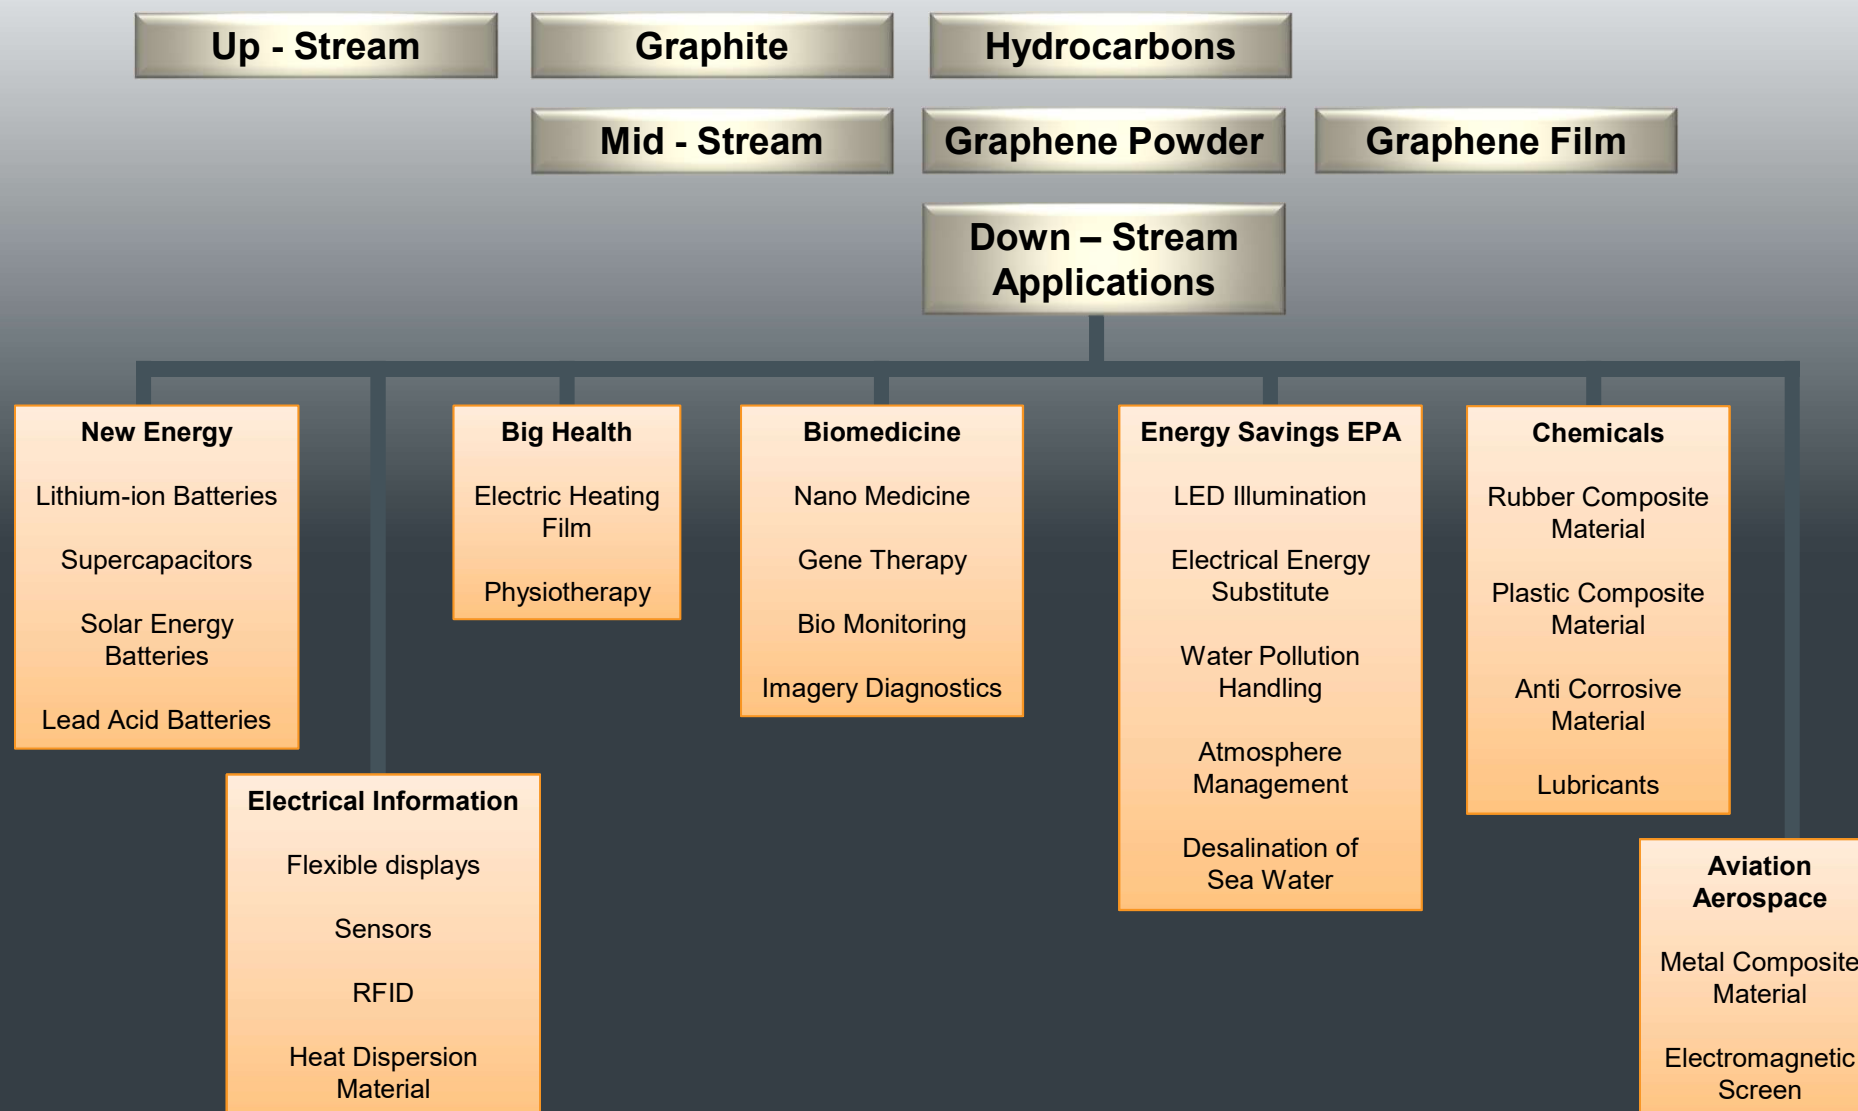 Up - Stream
Graphite
Hydrocarbons
Mid - Stream
Graphene Powder
Graphene Film
Down – Stream
Applications
New Energy
Lithium-ion Batteries
Supercapacitors
Solar Energy
Batteries
Lead Acid Batteries
Electrical Information
Flexible displays
Sensors
RFID
Heat Dispersion
Material
Big Health
Electric Heating
Film
Physiotherapy
Biomedicine
Nano Medicine
Gene Therapy
Bio Monitoring
Imagery Diagnostics
Energy Savings EPA
LED Illumination
Electrical Energy
Substitute
Water Pollution
Handling
Atmosphere
Management
Desalination of
Sea Water
Chemicals
Rubber Composite
Material
Plastic Composite
Material
Anti Corrosive
Material
Lubricants
Aviation
Aerospace
Metal Composite
Material
Electromagnetic
Screen